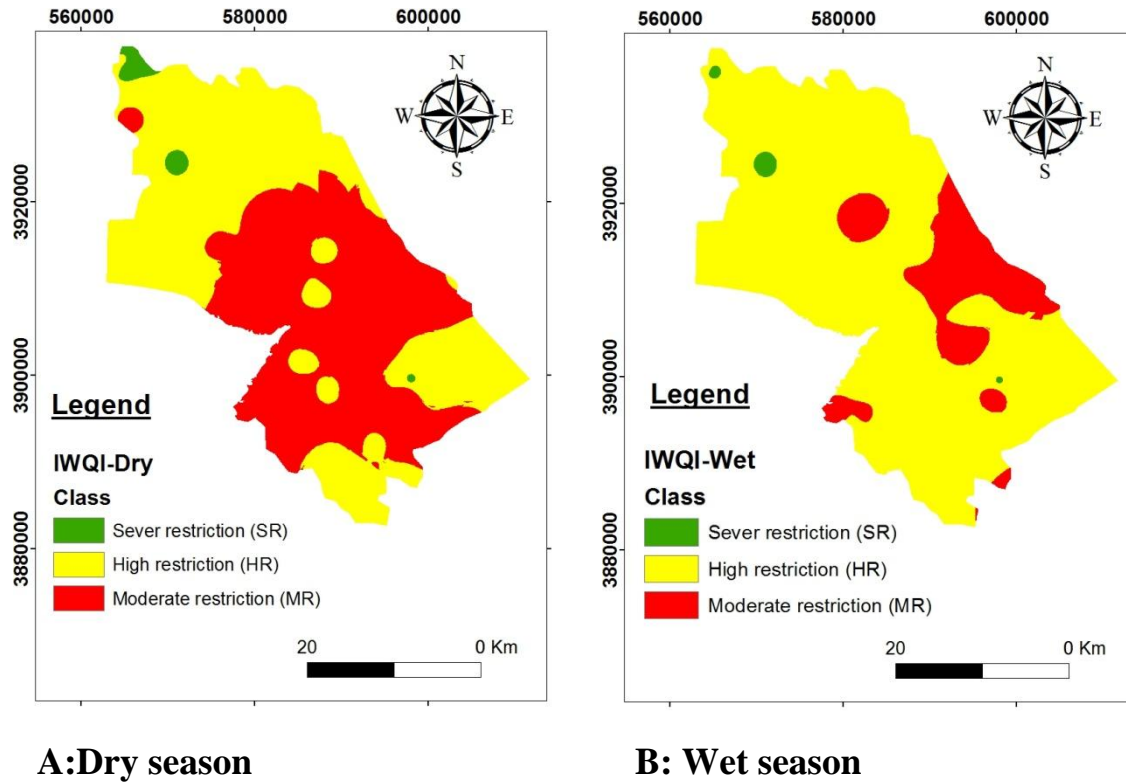 560000 580000 600000
N
W E
S
3920000
3900000
3880000
Legend
IWQI-Dry
Class
Sever restriction (SR)
High restriction (HR)
Moderate restriction (MR)
20 0 Km
A:Dry season
560000 580000 600000
N
W E
S
3920000
3900000
3880000
Legend
IWQI-Wet
Class
Sever restriction (SR)
High restriction (HR)
Moderate restriction (MR)
20 0 Km
B: Wet season